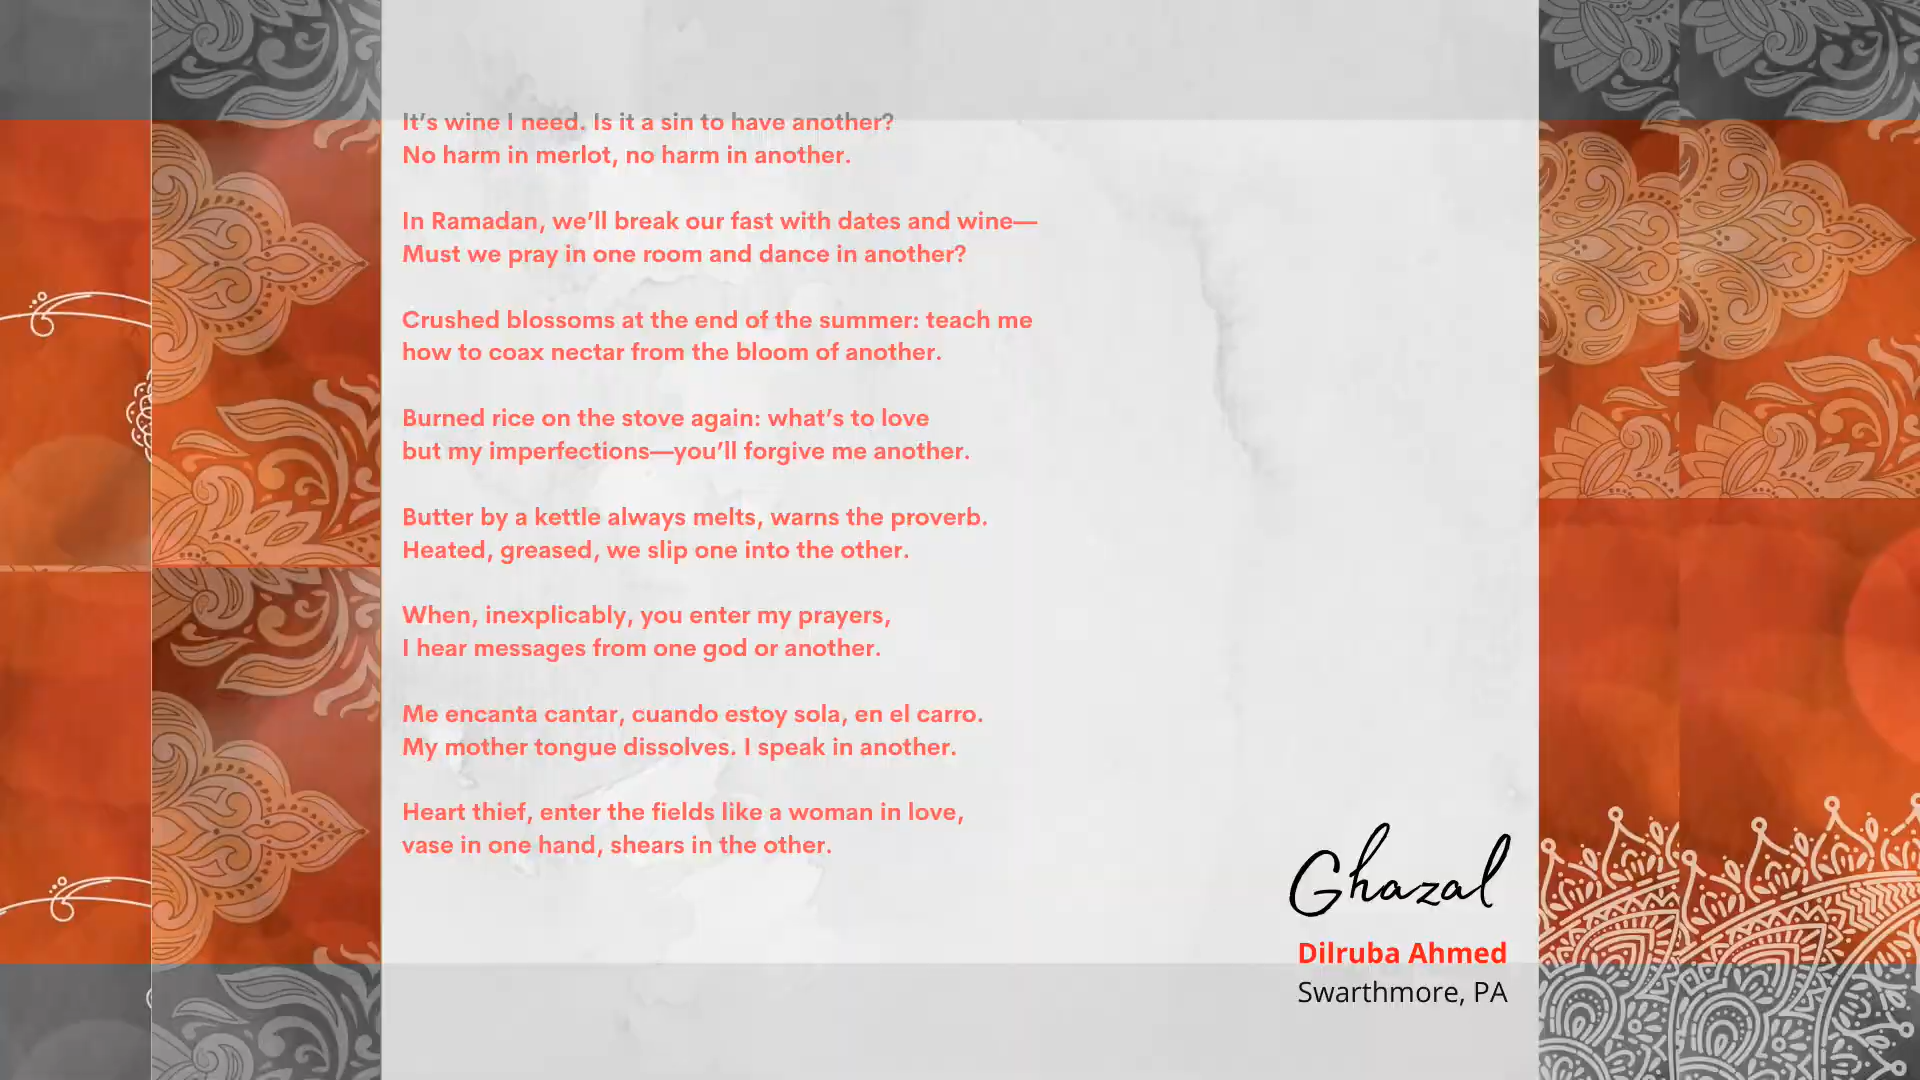 It’s wine I need. Is it a sin to have another?
No harm in merlot, no harm in another.
In Ramadan, we’ll break our fast with dates and wine—
Must we pray in one room and dance in another?
Crushed blossoms at the end of the summer: teach me
how to coax nectar from the bloom of another.
Burned rice on the stove again: what’s to love
but my imperfections—you’ll forgive me another.
Butter by a kettle always melts, warns the proverb.
Heated, greased, we slip one into the other.
When, inexplicably, you enter my prayers,
I hear messages from one god or another.
Me encanta cantar, cuando estoy sola, en el carro.
My mother tongue dissolves. I speak in another.
Heart thief, enter the fields like a woman in love,
vase in one hand, shears in the other.
Ghazal
Dilruba Ahmed
Swarthmore, PA